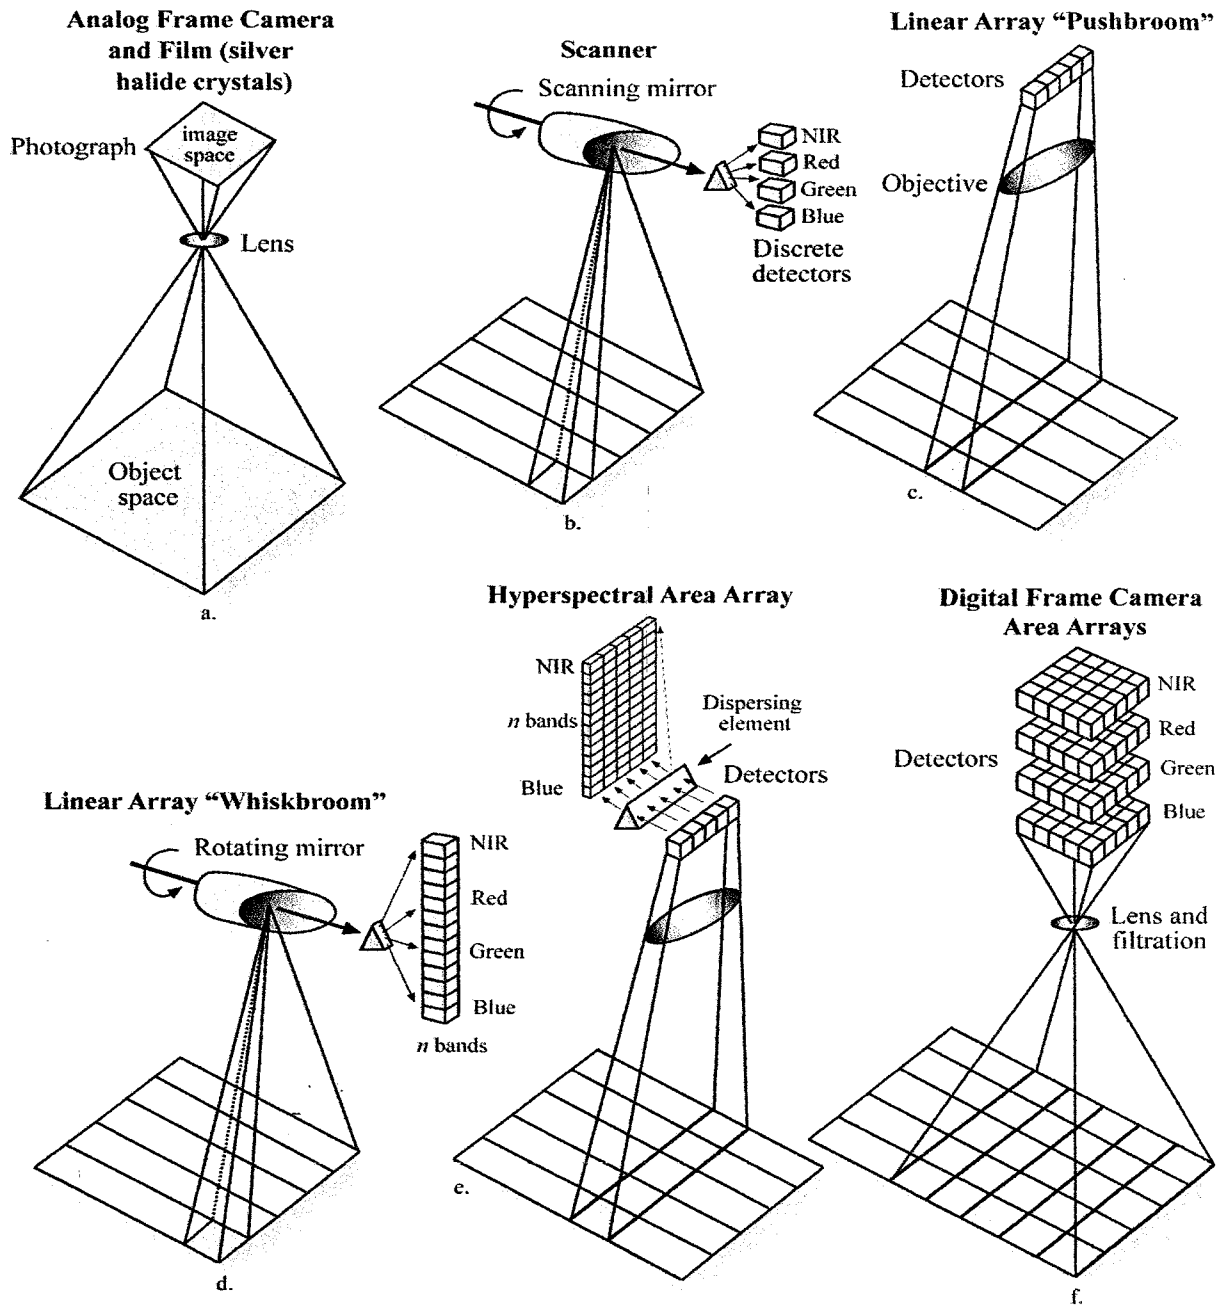 Analog Frame Camera
and Film (silver
halide crystals)
Photograph
image
space
Lens
Object
space
a.
Scanner
Scanning mirror
NIR
Red
Green
Blue
Discrete
detectors
b.
Linear Array “Pushbroom”
Detectors
Objective
c.
Linear Array “Whiskbroom”
Rotating mirror
NIR
Red
Green
Blue
n bands
d.
Hyperspectral Area Array
NIR
n bands
Blue
Dispersing
element
Detectors
e.
Digital Frame Camera
Area Arrays
NIR
Red
Detectors
Green
Blue
Lens and
filtration
f.